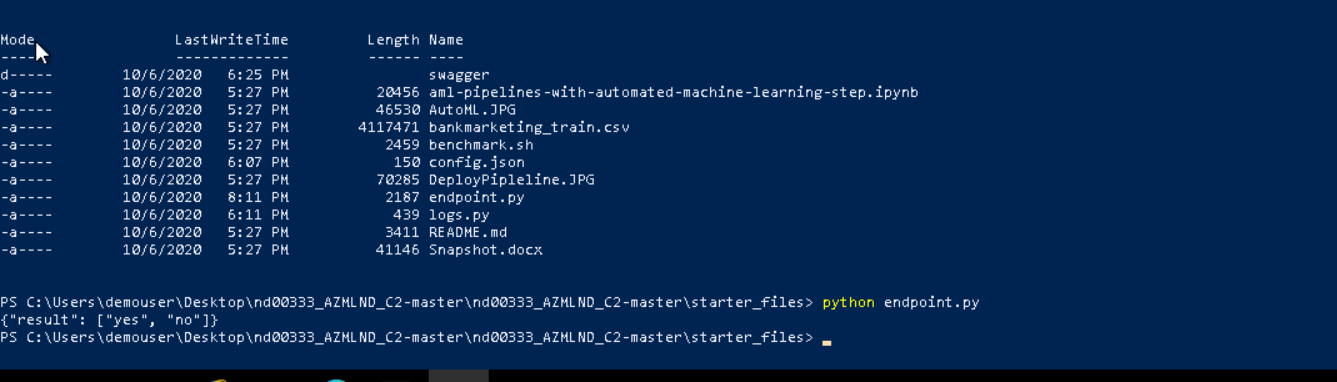 Mode LastWriteTime Length Name
---- ------------- ------ ----
d----- 10/6/2020 6:25 PM swagger
-a---- 10/6/2020 5:27 PM 20456 aml-pipelines-with-automated-machine-learning-step.ipynb
-a---- 10/6/2020 5:27 PM 46530 AutoML.JPG
-a---- 10/6/2020 5:27 PM 4117471 bankmarketing_train.csv
-a---- 10/6/2020 5:27 PM 2459 benchmark.sh
-a---- 10/6/2020 6:07 PM 150 config.json
-a---- 10/6/2020 5:27 PM 70285 DeployPipleline.JPG
-a---- 10/6/2020 8:11 PM 2187 endpoint.py
-a---- 10/6/2020 6:11 PM 439 logs.py
-a---- 10/6/2020 5:27 PM 3411 README.md
-a---- 10/6/2020 5:27 PM 41146 Snapshot.docx
PS C:\Users\demouser\Desktop\nd00333_AZMLND_C2-master\nd00333_AZMLND_C2-master\starter_files> python endpoint.py
{"result": ["yes", "no"]}
PS C:\Users\demouser\Desktop\nd00333_AZMLND_C2-master\nd00333_AZMLND_C2-master\starter_files>